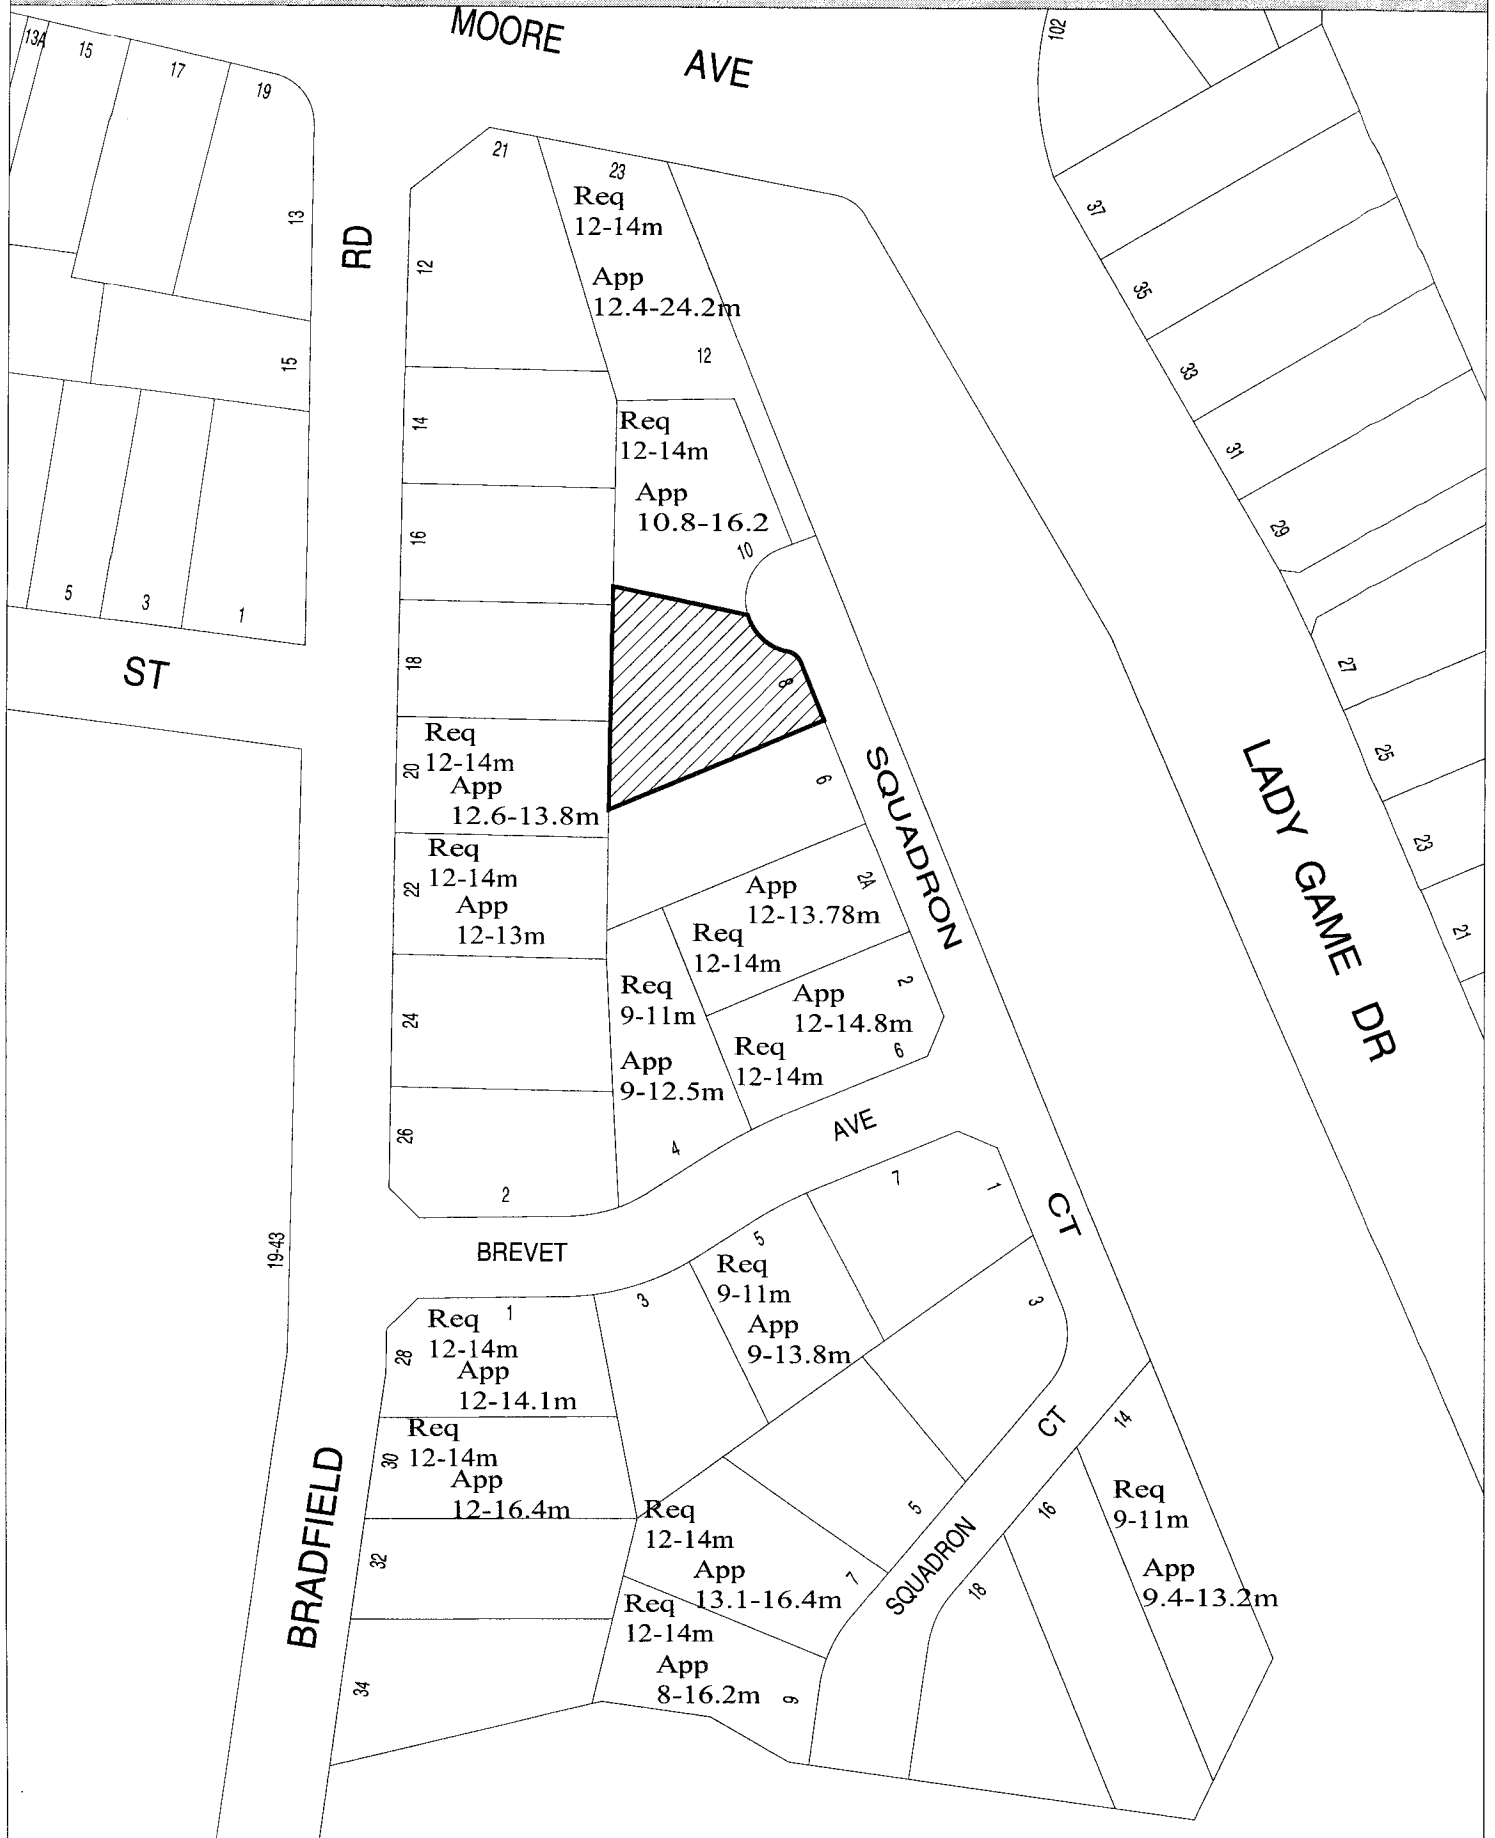 MOORE AVE
13A
15
17
19
102
21
23
Req
12-14m
App
12.4-24.2m
12
13
RD
12
37
35
15
14
Req
12-14m
App
10.8-16.2
10
33
31
29
16
5
3
1
ST
18
8
27
20
Req
12-14m
App
12.6-13.8m
6
SQUADRON
LADY GAME DR
25
23
21
22
Req
12-14m
App
12-13m
2A
App
12-13.78m
Req
12-14m
24
Req
9-11m
App
9-12.5m
2
App
12-14.8m
Req
12-14m
6
26
4
AVE
2
7
1
CT
19-43
BREVET
5
Req
9-11m
App
9-13.8m
3
3
1
28
Req
12-14m
App
12-14.1m
30
Req
12-14m
App
12-16.4m
CT
14
BRADFIELD
Req
12-14m
App
13.1-16.4m
5
7
SQUADRON
16
18
Req
9-11m
App
9.4-13.2m
32
Req
12-14m
App
8-16.2m
9
34